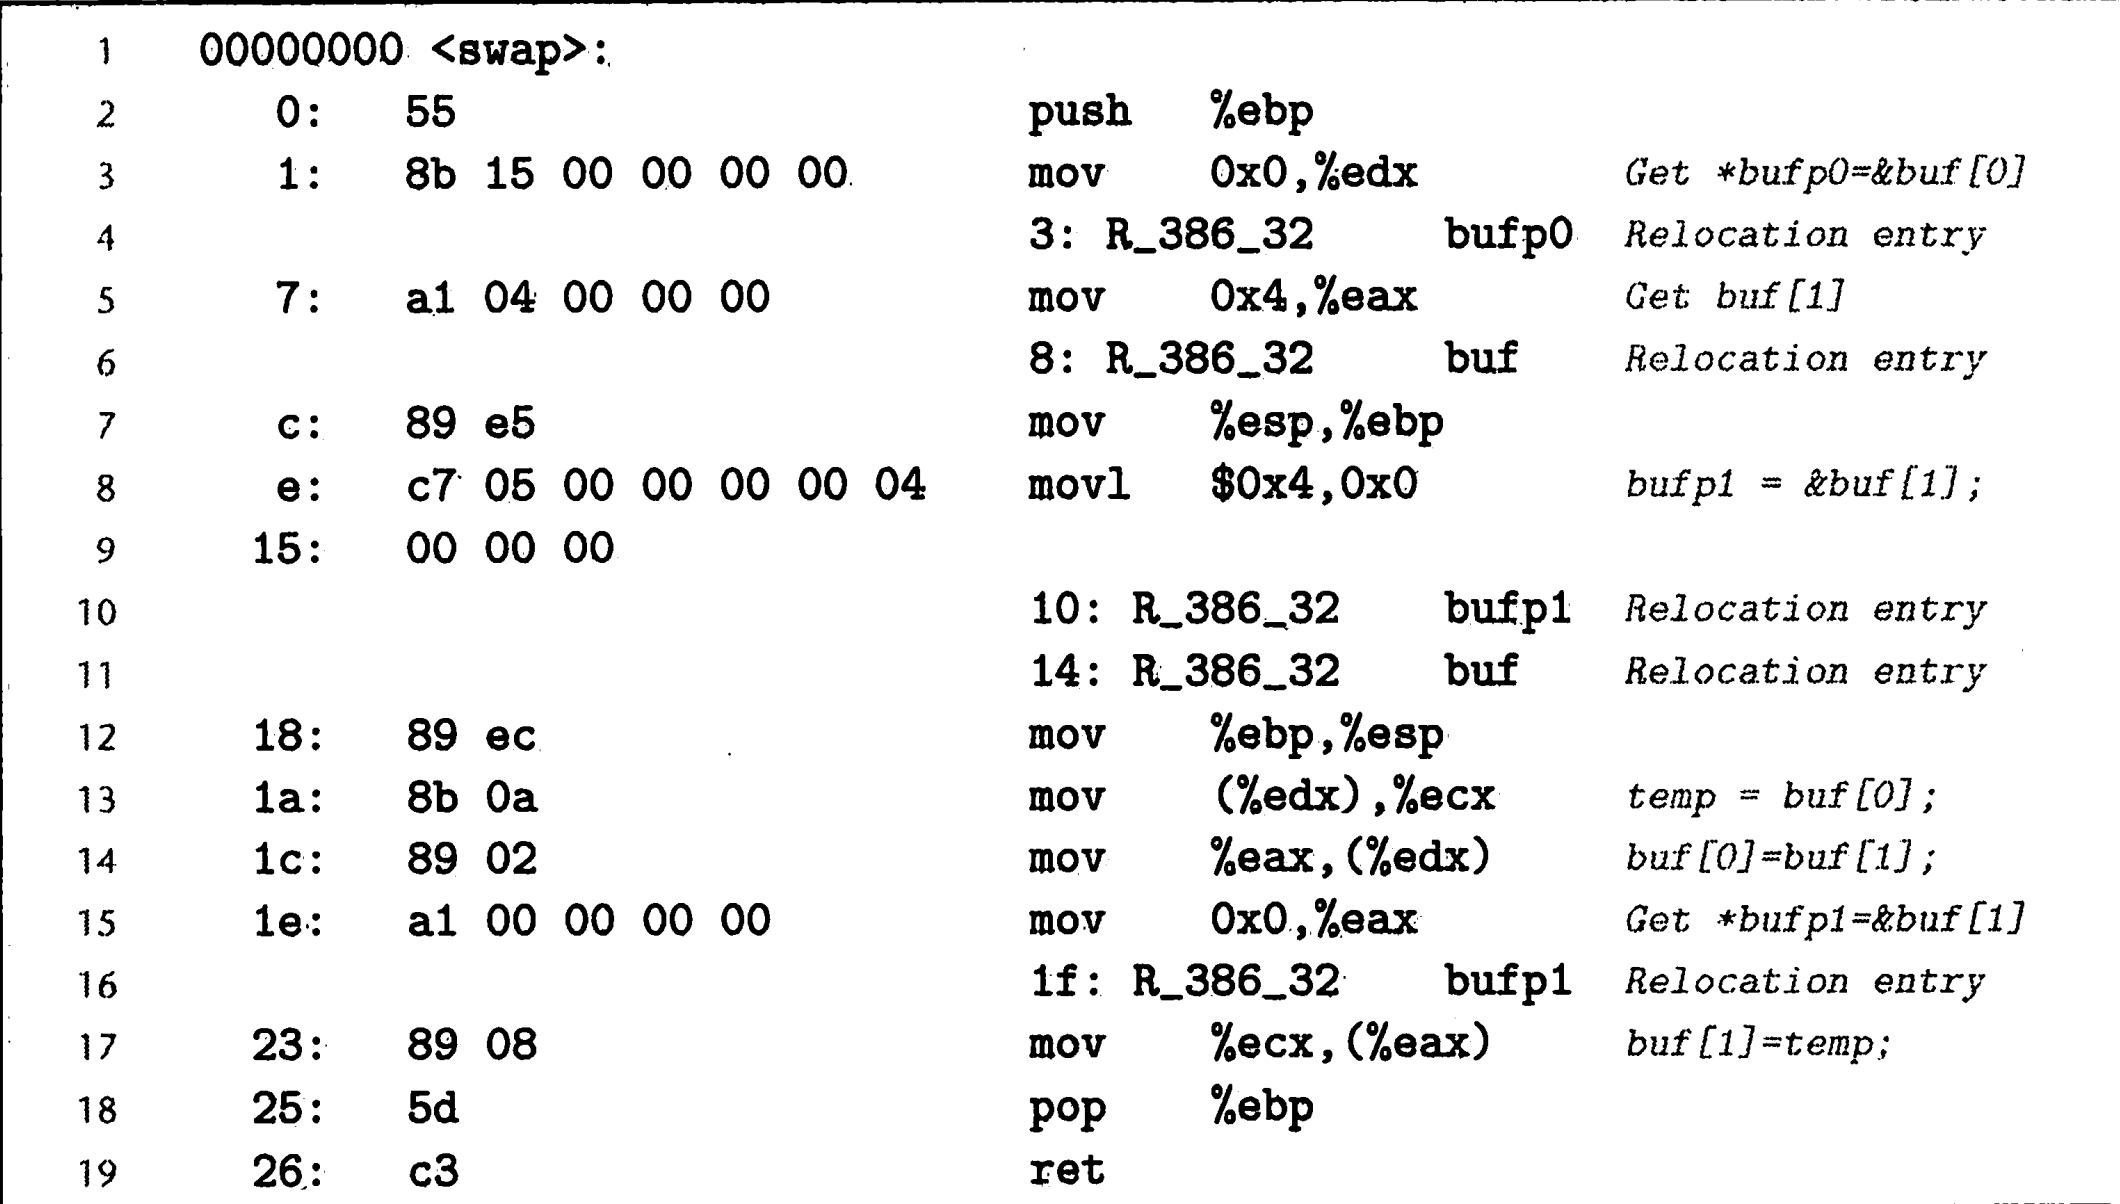 1 00000000 <swap>:
2 0: 55 push %ebp
3 1: 8b 15 00 00 00 00 mov 0x0,%edx Get *bufp0=&buf[0]
4 3: R_386_32 bufp0 Relocation entry
5 7: a1 04 00 00 00 mov 0x4,%eax Get buf[1]
6 8: R_386_32 buf Relocation entry
7 c: 89 e5 mov %esp,%ebp
8 e: c7 05 00 00 00 00 04 movl $0x4,0x0 bufp1 = &buf[1];
9 15: 00 00 00
10 10: R_386_32 bufp1 Relocation entry
11 14: R_386_32 buf Relocation entry
12 18: 89 ec mov %ebp,%esp
13 1a: 8b 0a mov (%edx),%ecx temp = buf[0];
14 1c: 89 02 mov %eax,(%edx) buf[0]=buf[1];
15 1e: a1 00 00 00 00 mov 0x0,%eax Get *bufp1=&buf[1]
16 1f: R_386_32 bufp1 Relocation entry
17 23: 89 08 mov %ecx,(%eax) buf[1]=temp;
18 25: 5d pop %ebp
19 26: c3 ret